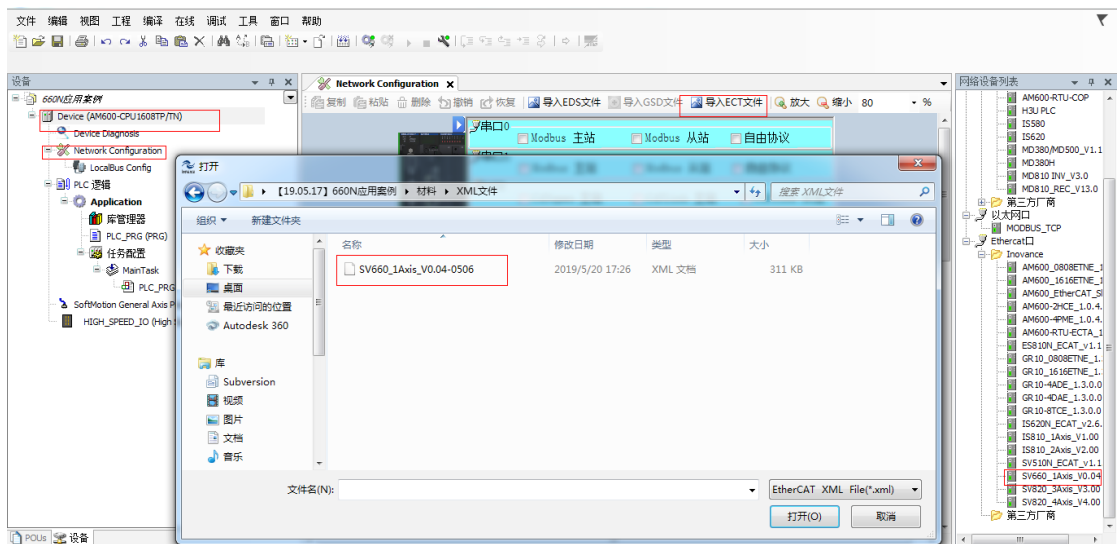 文件 编辑 视图 工程 编译 在线 调试 工具 窗口 帮助
设备
660N应用案例
Device (AM600-CPU1608TP/TN)
Device Diagnosis
Network Configuration
LocalBus Config
PLC 逻辑
Application
库管理器
PLC_PRG (PRG)
任务配置
MainTask
PLC_PRG
SoftMotion General Axis P
HIGH_SPEED_IO (High
POUs 设备
Network Configuration
复制 粘贴 删除 撤销 恢复 导入EDS文件 导入GSD文件 导入ECT文件 放大 缩小 80 %
串口0
Modbus 主站 Modbus 从站 自由协议
打开
【19.05.17】660N应用案例 材料 XML文件
搜索 XML文件
组织 新建文件夹
收藏夹
下载
桌面
最近访问的位置
Autodesk 360
库
Subversion
视频
图片
文档
音乐
名称 修改日期 类型 大小
SV660_1Axis_V0.04-0506 2019/5/20 17:26 XML 文档 311 KB
文件名(N):
EtherCAT XML File(*.xml)
打开(O) 取消
网络设备列表
AM600-RTU-COP
H3U PLC
IS580
IS620
MD380/MD500_V1.1
MD380H
MD810 INV_V3.0
MD810_REC_V13.0
第三方厂商
以太网口
MODBUS_TCP
Ethercat口
Inovance
AM600_0808ETNE_1
AM600_1616ETNE_1
AM600_EtherCAT_Sl
AM600-2HCE_1.0.4.
AM600-4PME_1.0.4.
AM600-RTU-ECTA_1
ES810N_ECAT_v1.1
GR10_0808ETNE_1.
GR10_1616ETNE_1.
GR10-4ADE_1.3.0.0
GR10-4DAE_1.3.0.0
GR10-8TCE_1.3.0.0
IS620N_ECAT_v2.6.
IS810_1Axis_V1.00
IS810_2Axis_V2.00
SV510N_ECAT_v1.1
SV660_1Axis_V0.04
SV820_3Axis_V3.00
SV820_4Axis_V4.00
第三方厂商